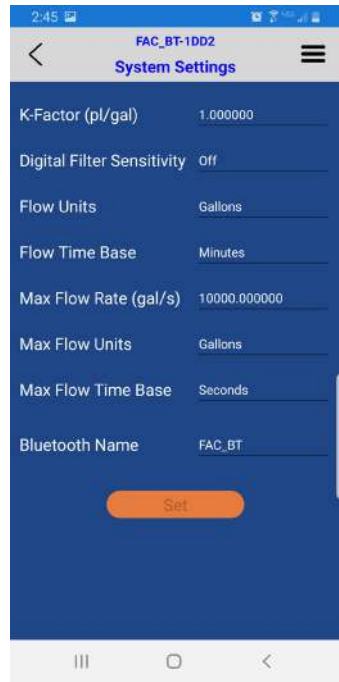 2:45
FAC_BT-1DD2
System Settings
K-Factor (pl/gal) 1.000000
Digital Filter Sensitivity Off
Flow Units Gallons
Flow Time Base Minutes
Max Flow Rate (gal/s) 10000.000000
Max Flow Units Gallons
Max Flow Time Base Seconds
Bluetooth Name FAC_BT
Set